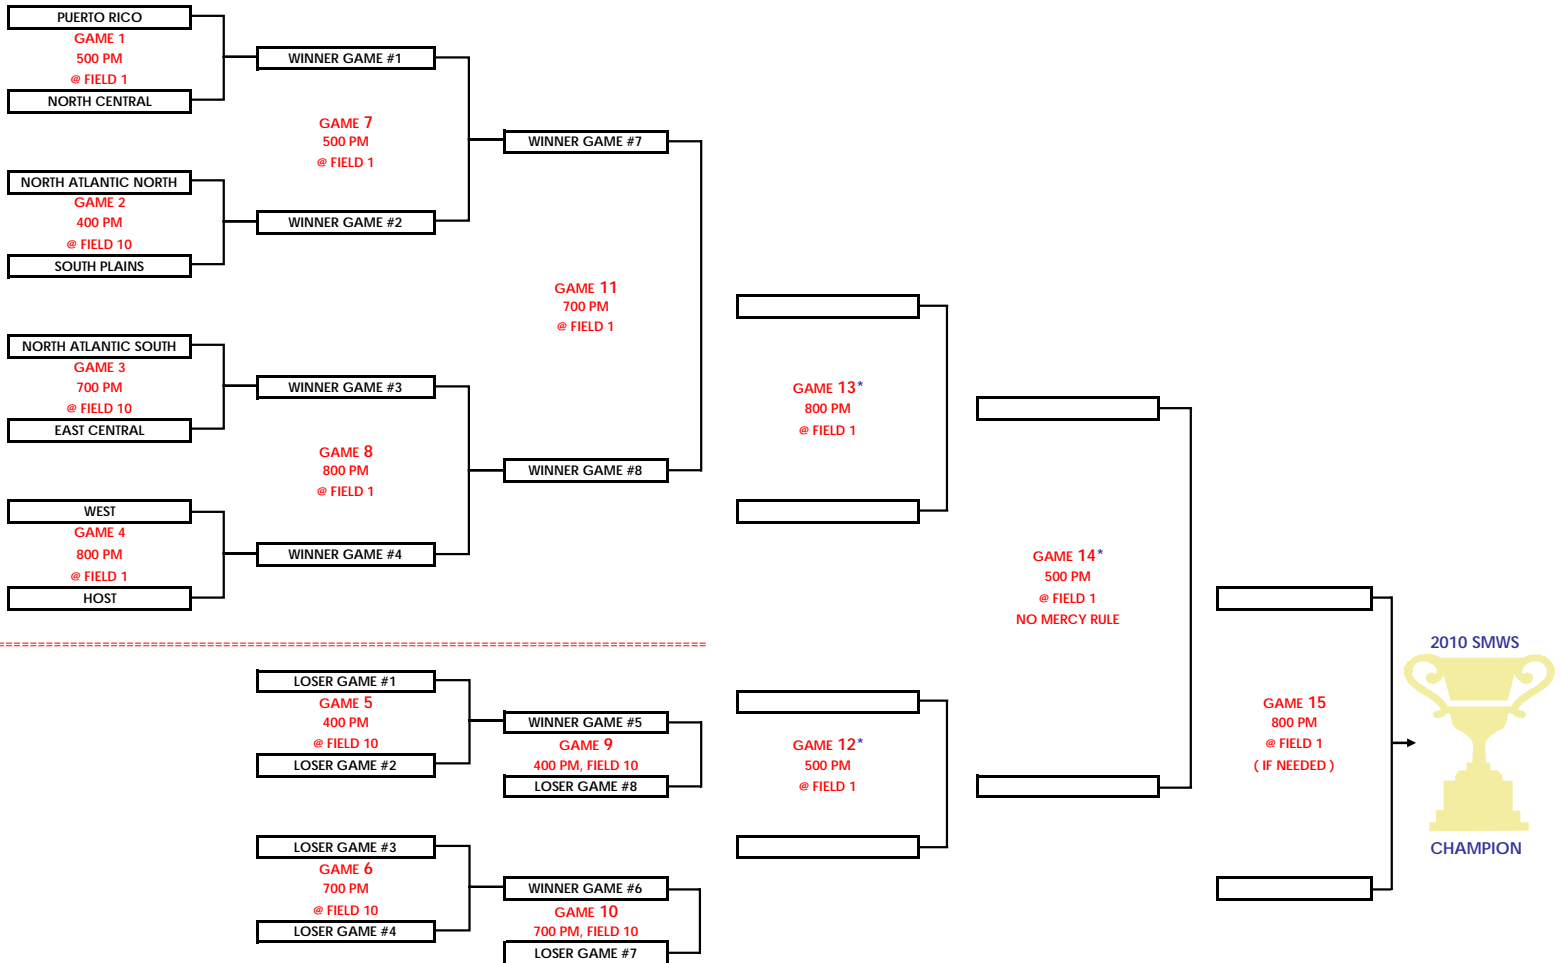 PUERTO RICO
GAME 1
500 PM
@ FIELD 1
NORTH CENTRAL
NORTH ATLANTIC NORTH
GAME 2
400 PM
@ FIELD 10
SOUTH PLAINS
NORTH ATLANTIC SOUTH
GAME 3
700 PM
@ FIELD 10
EAST CENTRAL
WEST
GAME 4
800 PM
@ FIELD 1
HOST
WINNER GAME #1
GAME 7
500 PM
@ FIELD 1
WINNER GAME #2
WINNER GAME #3
GAME 8
800 PM
@ FIELD 1
WINNER GAME #4
WINNER GAME #7
GAME 11
700 PM
@ FIELD 1
WINNER GAME #8
GAME 13*
800 PM
@ FIELD 1
GAME 14*
500 PM
@ FIELD 1
NO MERCY RULE
LOSER GAME #1
GAME 5
400 PM
@ FIELD 10
LOSER GAME #2
LOSER GAME #3
GAME 6
700 PM
@ FIELD 10
LOSER GAME #4
WINNER GAME #5
GAME 9
400 PM, FIELD 10
LOSER GAME #8
WINNER GAME #6
GAME 10
700 PM, FIELD 10
LOSER GAME #7
GAME 12*
500 PM
@ FIELD 1
GAME 15
800 PM
@ FIELD 1
( IF NEEDED )
2010 SMWS
CHAMPION